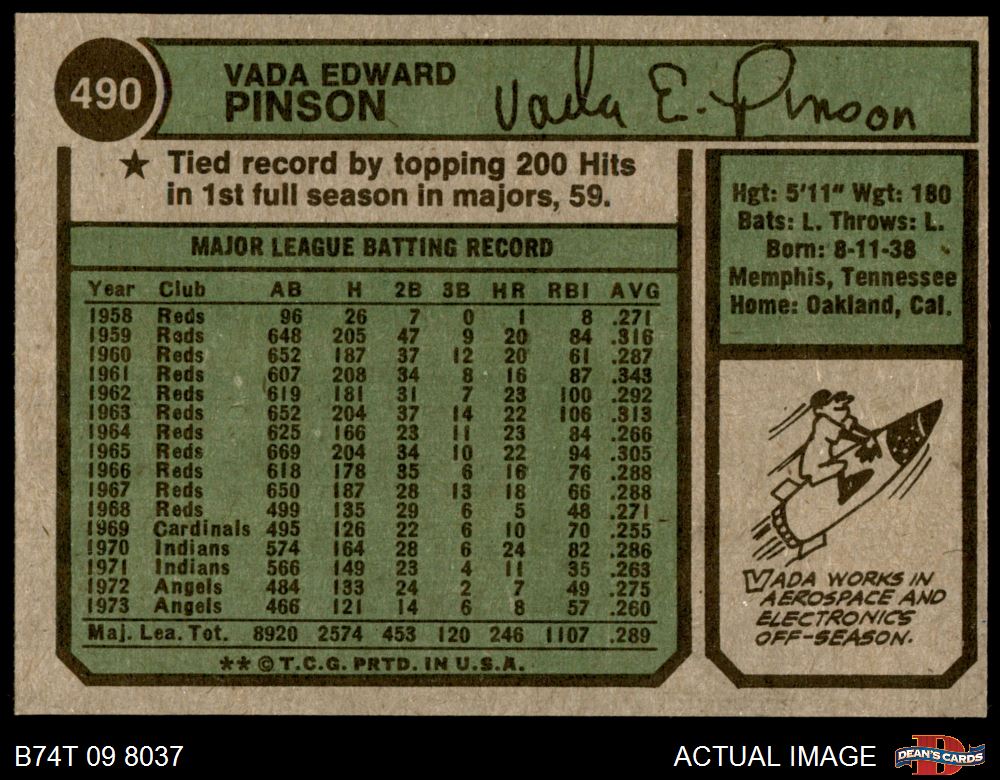 490
VADA EDWARD
PINSON
Vada E. Pinson
★ Tied record by topping 200 Hits
in 1st full season in majors, 59.
MAJOR LEAGUE BATTING RECORD
Year Club AB H 2B 3B HR RBI AVG
1958 Reds 96 26 7 0 1 8 .271
1959 Reds 648 205 47 9 20 84 .316
1960 Reds 652 187 37 12 20 61 .287
1961 Reds 607 208 34 8 16 87 .343
1962 Reds 619 181 31 7 23 100 .292
1963 Reds 652 204 37 14 22 106 .313
1964 Reds 625 166 23 11 23 84 .266
1965 Reds 669 204 34 10 22 94 .305
1966 Reds 618 178 35 6 16 76 .288
1967 Reds 650 187 28 13 18 66 .288
1968 Reds 499 135 29 6 5 48 .271
1969 Cardinals 495 126 22 6 10 70 .255
1970 Indians 574 164 28 6 24 82 .286
1971 Indians 566 149 23 4 11 35 .263
1972 Angels 484 133 24 2 7 49 .275
1973 Angels 466 121 14 6 8 57 .260
Maj. Lea. Tot. 8920 2574 453 120 246 1107 .289
** © T.C.G. PRTD. IN U.S.A.
Hgt: 5'11" Wgt: 180
Bats: L. Throws: L.
Born: 8-11-38
Memphis, Tennessee
Home: Oakland, Cal.
VADA WORKS IN
AEROSPACE AND
ELECTRONICS
OFF-SEASON.
B74T 09 8037
ACTUAL IMAGE
DEAN'S CARDS